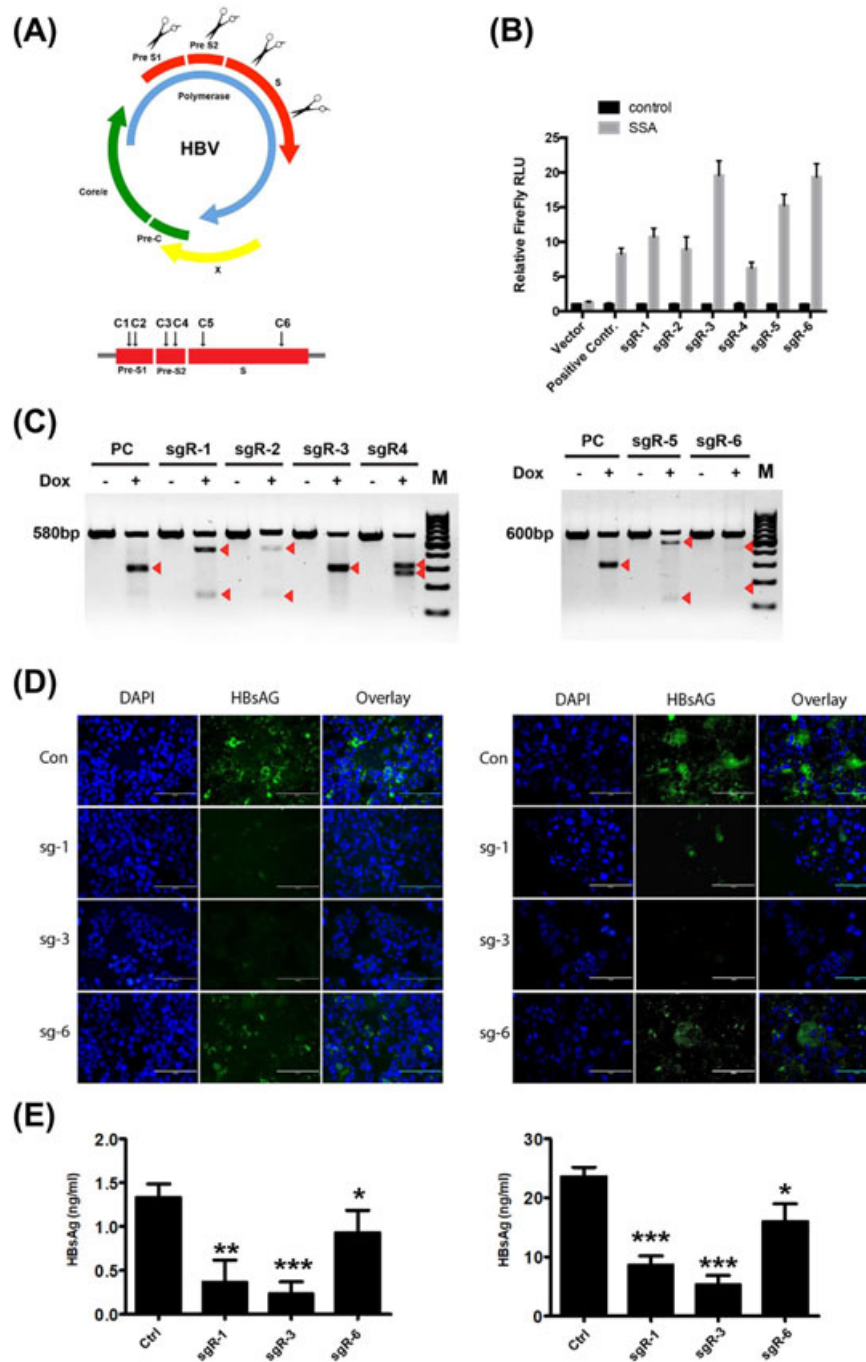 (A)
Pre S1
Pre S2
S
Polymerase
HBV
Core/e
Pre-C
X
C1 C2 C3 C4 C5 C6
Pre-S1 Pre-S2 S
(B)
control
SSA
Relative FireFly RLU
25
20
15
10
5
0
Vector
Positive Contr.
sgR-1
sgR-2
sgR-3
sgR-4
sgR-5
sgR-6
(C)
PC sgR-1 sgR-2 sgR-3 sgR4 M
Dox - + - + - + - + - +
580bp
PC sgR-5 sgR-6 M
Dox - + - + - +
600bp
(D)
DAPI HBsAG Overlay
Con
sg-1
sg-3
sg-6
DAPI HBsAG Overlay
Con
sg-1
sg-3
sg-6
(E)
HBsAg (ng/ml)
2.0
1.5
1.0
0.5
0.0
** *** *
Ctrl
sgR-1
sgR-3
sgR-6
HBsAg (ng/ml)
30
20
10
0
*** *** *
Ctrl
sgR-1
sgR-3
sgR-6